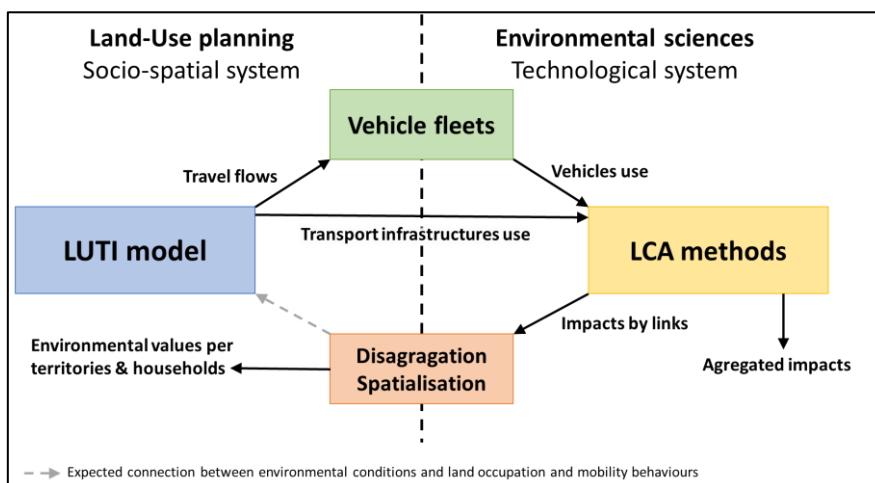 Land-Use planning
Socio-spatial system
Environmental sciences
Technological system
Vehicle fleets
Travel flows
Vehicles use
LUTI model
Transport infrastructures use
LCA methods
Impacts by links
Environmental values per
territories & households
Disagragation
Spatialisation
Agregated impacts
Expected connection between environmental conditions and land occupation and mobility behaviours